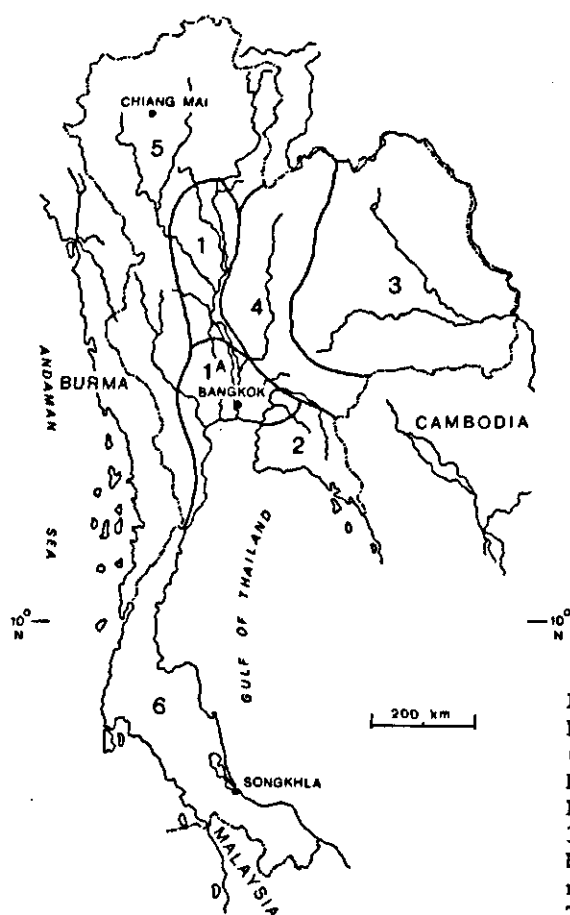 CHIANG MAI
5
1
3
4
1A
BANGKOK
ANDAMAN SEA
BURMA
CAMBODIA
2
GULF OF THAILAND
10° N
10° N
6
200 km
SONGKHLA
MALAYSIA